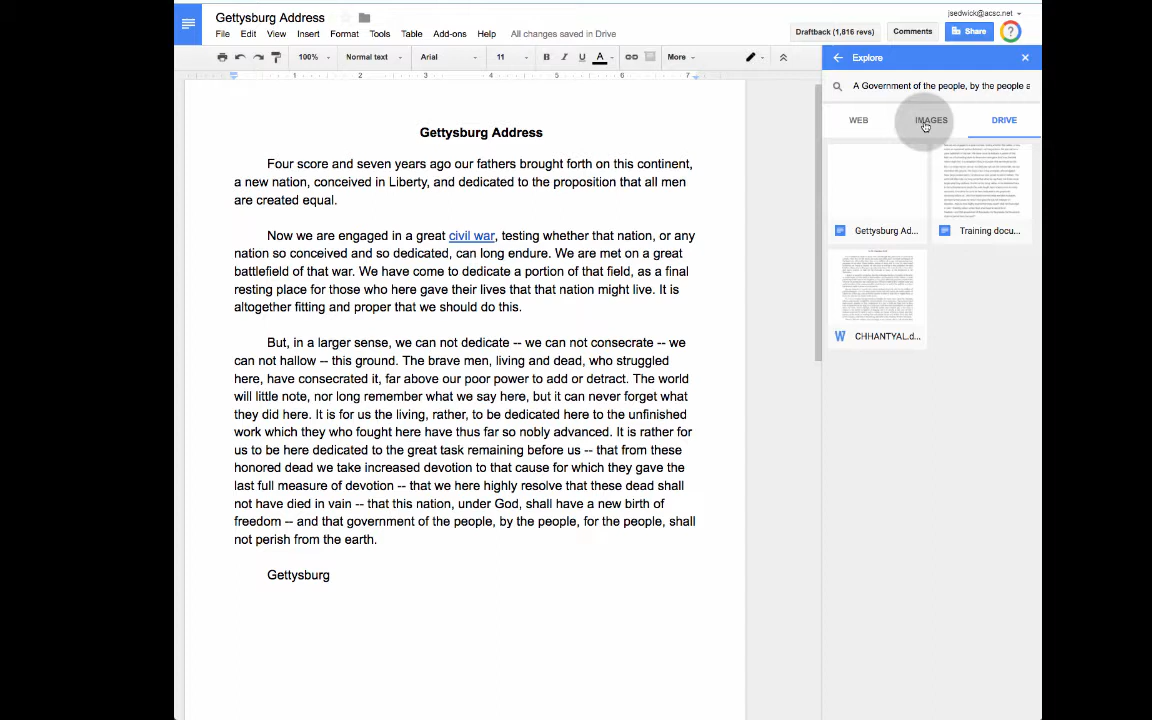 Gettysburg Address
jsedwick@acsc.net
File Edit View Insert Format Tools Table Add-ons Help All changes saved in Drive
Draftback (1,816 revs) Comments Share ?
100% Normal text Arial 11 B I U A More
Explore
A Government of the people, by the people a
WEB IMAGES DRIVE
1 2 3 4 5 6 7
Gettysburg Address
Four Score and seven years ago our fathers brought forth on this continent,
a new nation, conceived in Liberty, and dedicated to the proposition that all men
are created equal.
Now we are engaged in a great civil war, testing whether that nation, or any
nation so conceived and so dedicated, can long endure. We are met on a great
battlefield of that war. We have come to dedicate a portion of that field, as a final
resting place for those who here gave their lives that that nation might live. It is
altogether fitting and proper that we should do this.
But, in a larger sense, we can not dedicate -- we can not consecrate -- we
can not hallow -- this ground. The brave men, living and dead, who struggled
here, have consecrated it, far above our poor power to add or detract. The world
will little note, nor long remember what we say here, but it can never forget what
they did here. It is for us the living, rather, to be dedicated here to the unfinished
work which they who fought here have thus far so nobly advanced. It is rather for
us to be here dedicated to the great task remaining before us -- that from these
honored dead we take increased devotion to that cause for which they gave the
last full measure of devotion -- that we here highly resolve that these dead shall
not have died in vain -- that this nation, under God, shall have a new birth of
freedom -- and that government of the people, by the people, for the people, shall
not perish from the earth.
Gettysburg
Gettysburg Ad...
Training docu...
W CHHANTYAL.d...